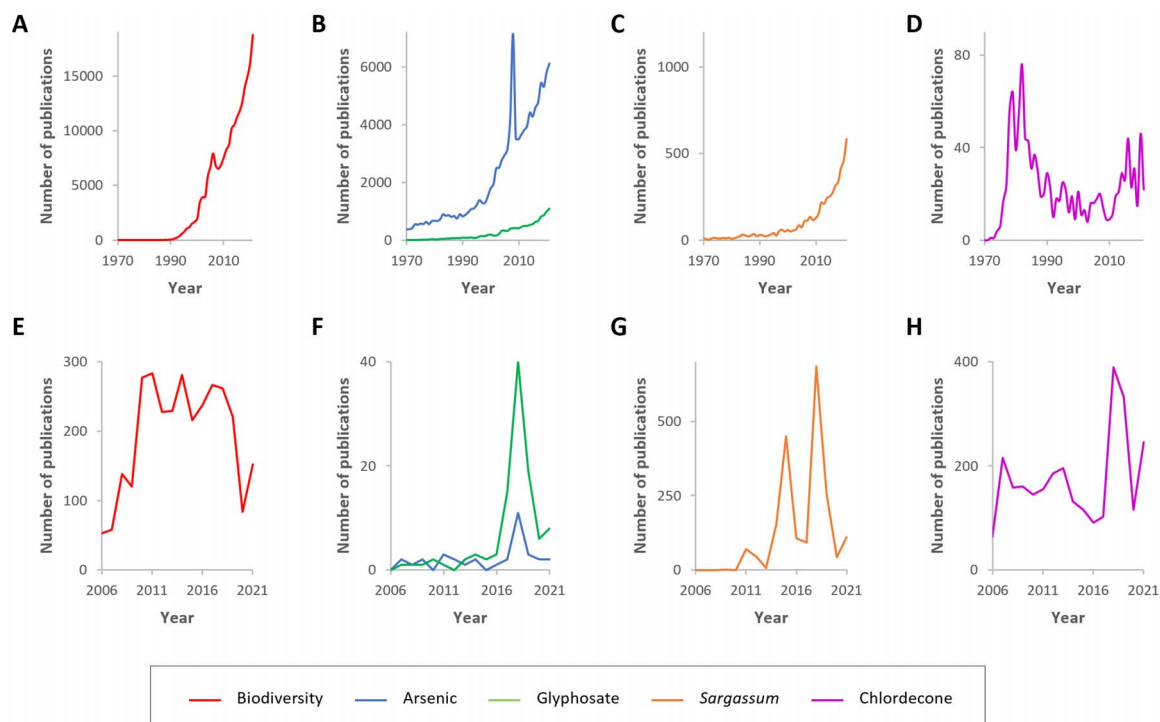 A
Number of publications
15000
10000
5000
0
1970 1990 2010
Year
B
Number of publications
6000
4000
2000
0
1970 1990 2010
Year
C
Number of publications
1000
500
0
1970 1990 2010
Year
D
Number of publications
80
40
0
1970 1990 2010
Year
E
Number of publications
300
200
100
0
2006 2011 2016 2021
Year
F
Number of publications
40
20
0
2006 2011 2016 2021
Year
G
Number of publications
500
250
0
2006 2011 2016 2021
Year
H
Number of publications
400
200
0
2006 2011 2016 2021
Year
Biodiversity Arsenic Glyphosate Sargassum Chlordecone